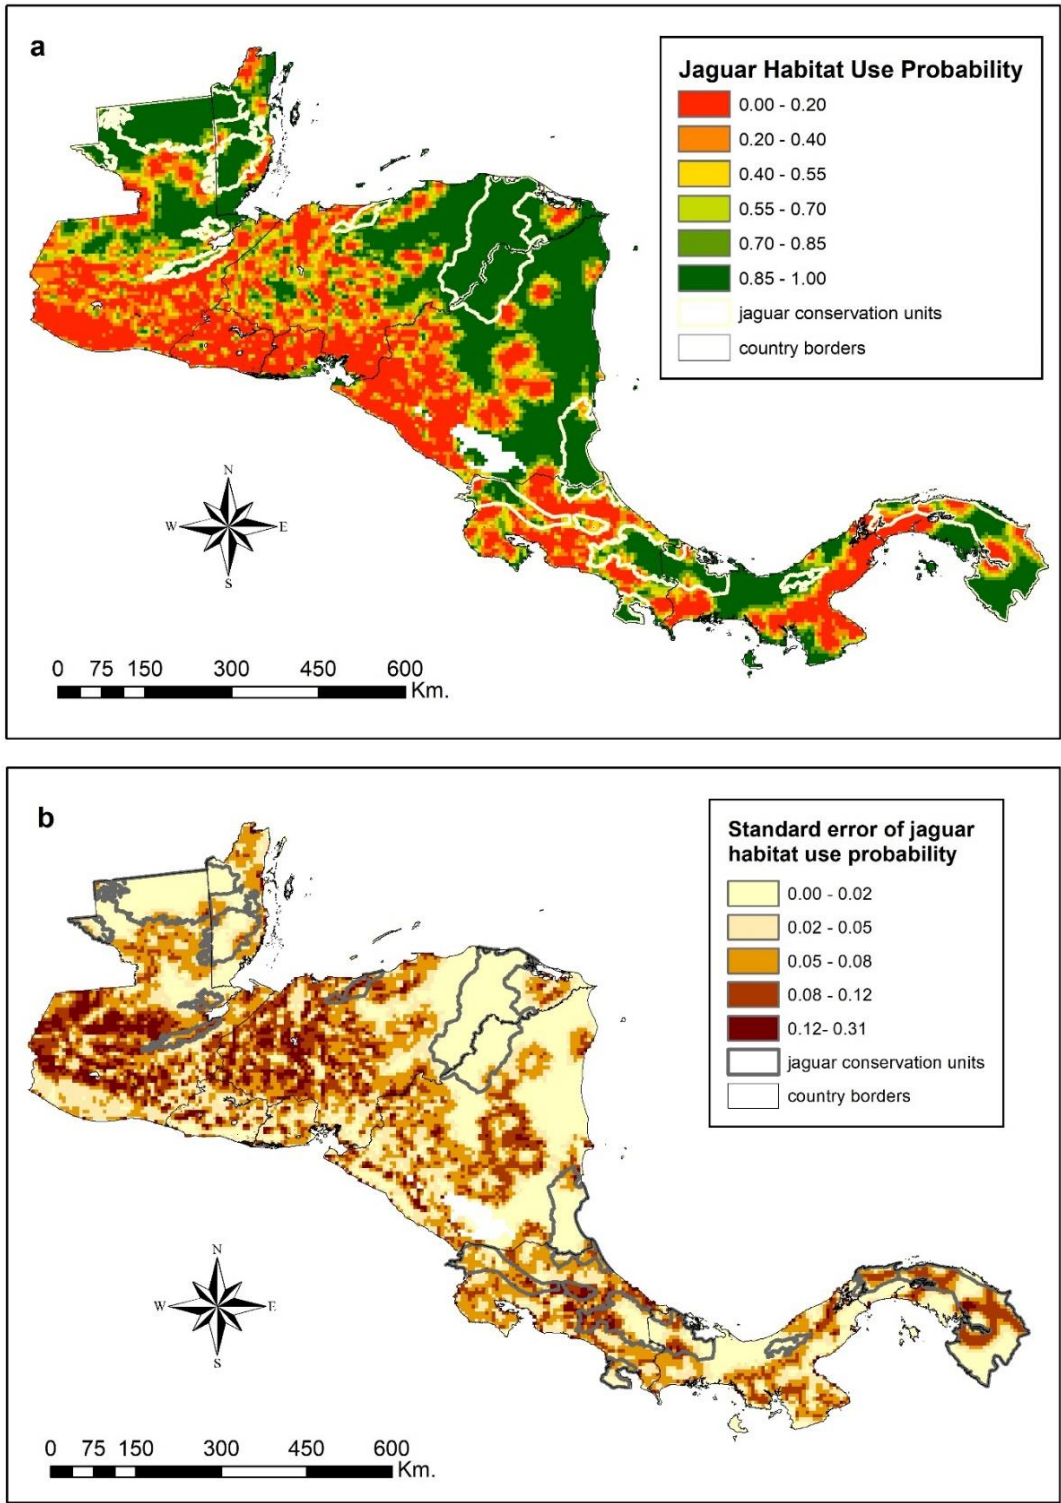 a
Jaguar Habitat Use Probability
0.00 - 0.20
0.20 - 0.40
0.40 - 0.55
0.55 - 0.70
0.70 - 0.85
0.85 - 1.00
jaguar conservation units
country borders
N
W E
S
0 75 150 300 450 600
Km.
b
Standard error of jaguar
habitat use probability
0.00 - 0.02
0.02 - 0.05
0.05 - 0.08
0.08 - 0.12
0.12- 0.31
jaguar conservation units
country borders
N
W E
S
0 75 150 300 450 600
Km.